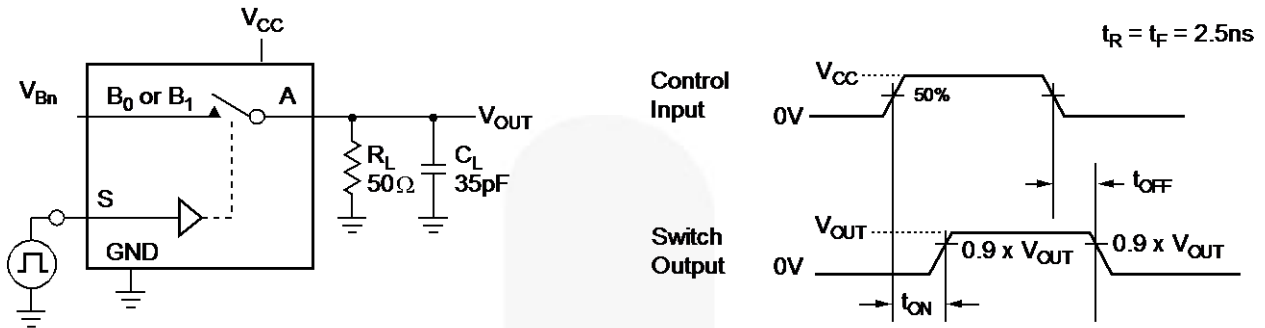 VCC
VBn
B0 or B1
A
VOUT
RL
50Ω
CL
35pF
S
GND
tR = tF = 2.5ns
Control
Input
VCC
50%
0V
tOFF
Switch
Output
VOUT
0.9 x VOUT
0.9 x VOUT
0V
tON